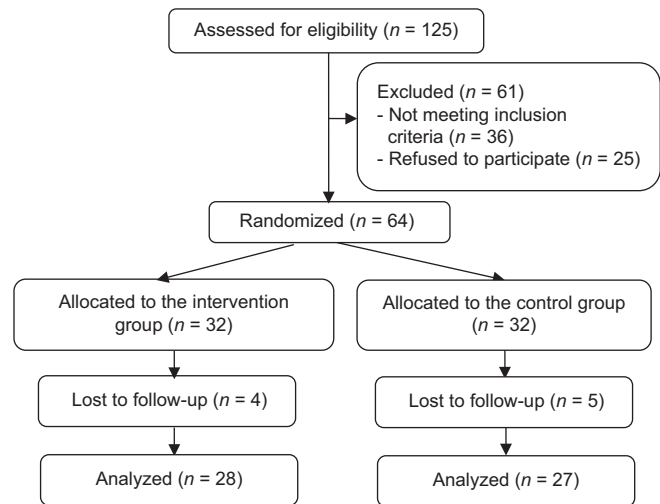 Assessed for eligibility (n = 125)
Excluded (n = 61)
- Not meeting inclusion
criteria (n = 36)
- Refused to participate (n = 25)
Randomized (n = 64)
Allocated to the intervention
group (n = 32)
Allocated to the control group
(n = 32)
Lost to follow-up (n = 4)
Lost to follow-up (n = 5)
Analyzed (n = 28)
Analyzed (n = 27)